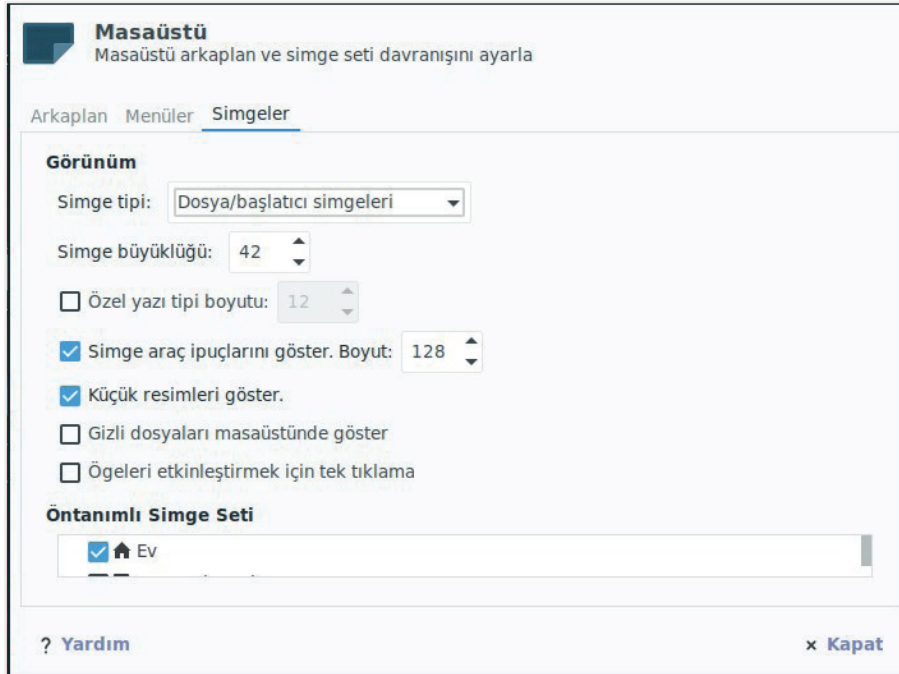 Masaüstü
Masaüstü arkaplan ve simge seti davranışını ayarla
Arkaplan Menüler Simgeler
Görünüm
Simge tipi: Dosya/başlatıcı simgeleri
Simge büyüklüğü: 42
Özel yazı tipi boyutu: 12
Simge araç ipuçlarını göster. Boyut: 128
Küçük resimleri göster.
Gizli dosyaları masaüstünde göster
Ögeleri etkinleştirmek için tek tıklama
Öntanımlı Simge Seti
Ev
? Yardım × Kapat